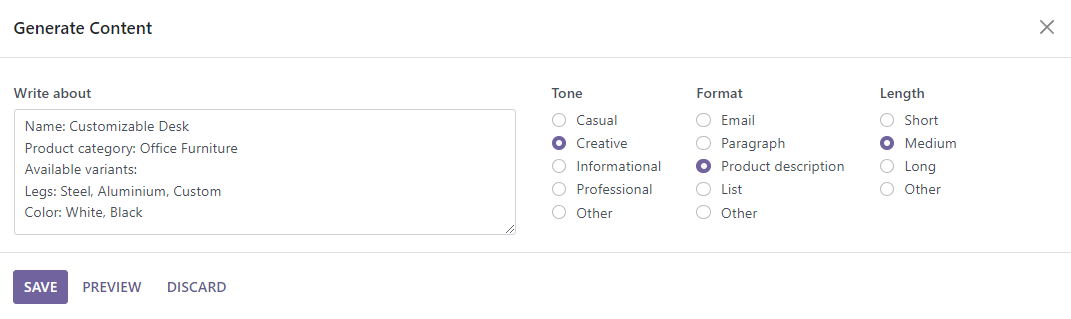 Generate Content
Write about
Name: Customizable Desk
Product category: Office Furniture
Available variants:
Legs: Steel, Aluminium, Custom
Color: White, Black
Tone
Casual
Creative
Informational
Professional
Other
Format
Email
Paragraph
Product description
List
Other
Length
Short
Medium
Long
Other
SAVE PREVIEW DISCARD